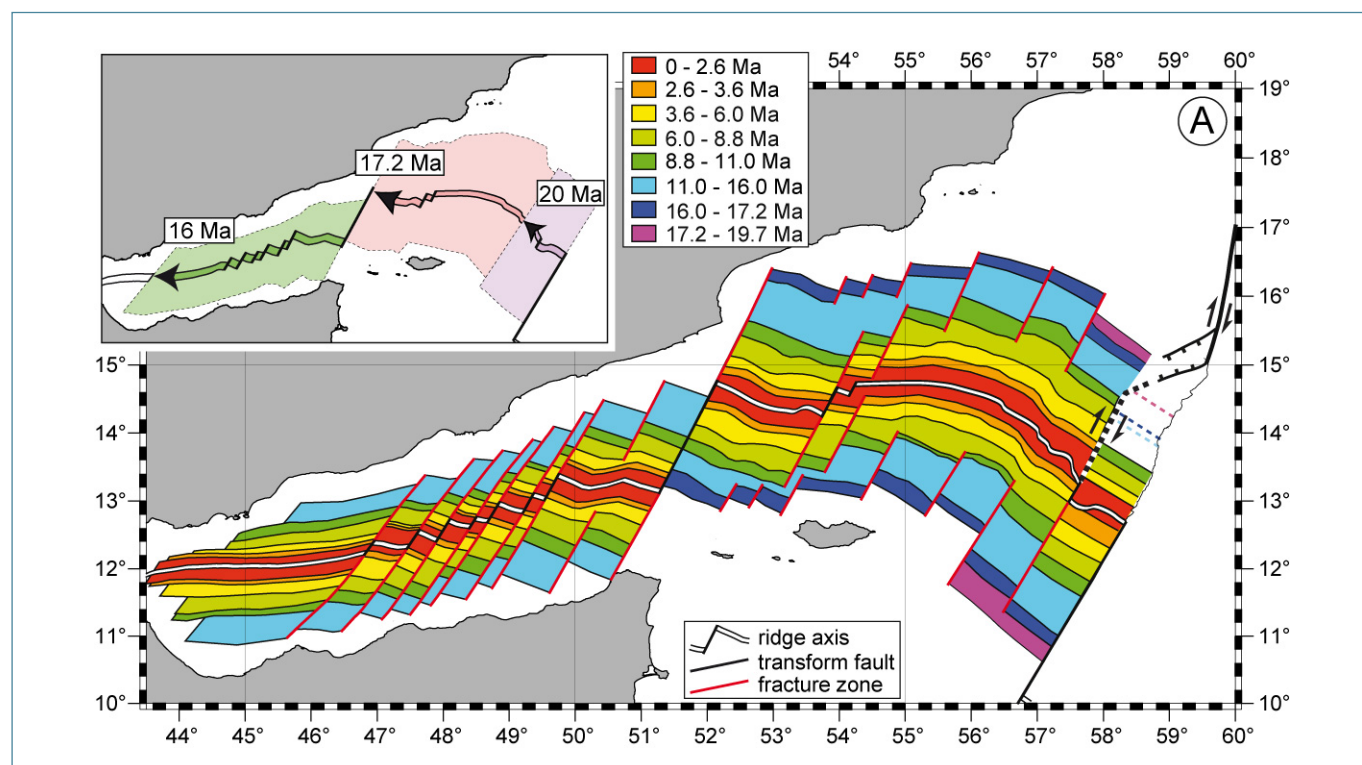 54° 55° 56° 57° 58° 59° 60°
19°
18°
17°
16°
15°
14°
13°
12°
11°
10°
A
17.2 Ma
20 Ma
16 Ma
0 - 2.6 Ma
2.6 - 3.6 Ma
3.6 - 6.0 Ma
6.0 - 8.8 Ma
8.8 - 11.0 Ma
11.0 - 16.0 Ma
16.0 - 17.2 Ma
17.2 - 19.7 Ma
15°
14°
13°
12°
11°
10°
ridge axis
transform fault
fracture zone
44° 45° 46° 47° 48° 49° 50° 51° 52° 53° 54° 55° 56° 57° 58° 59° 60°